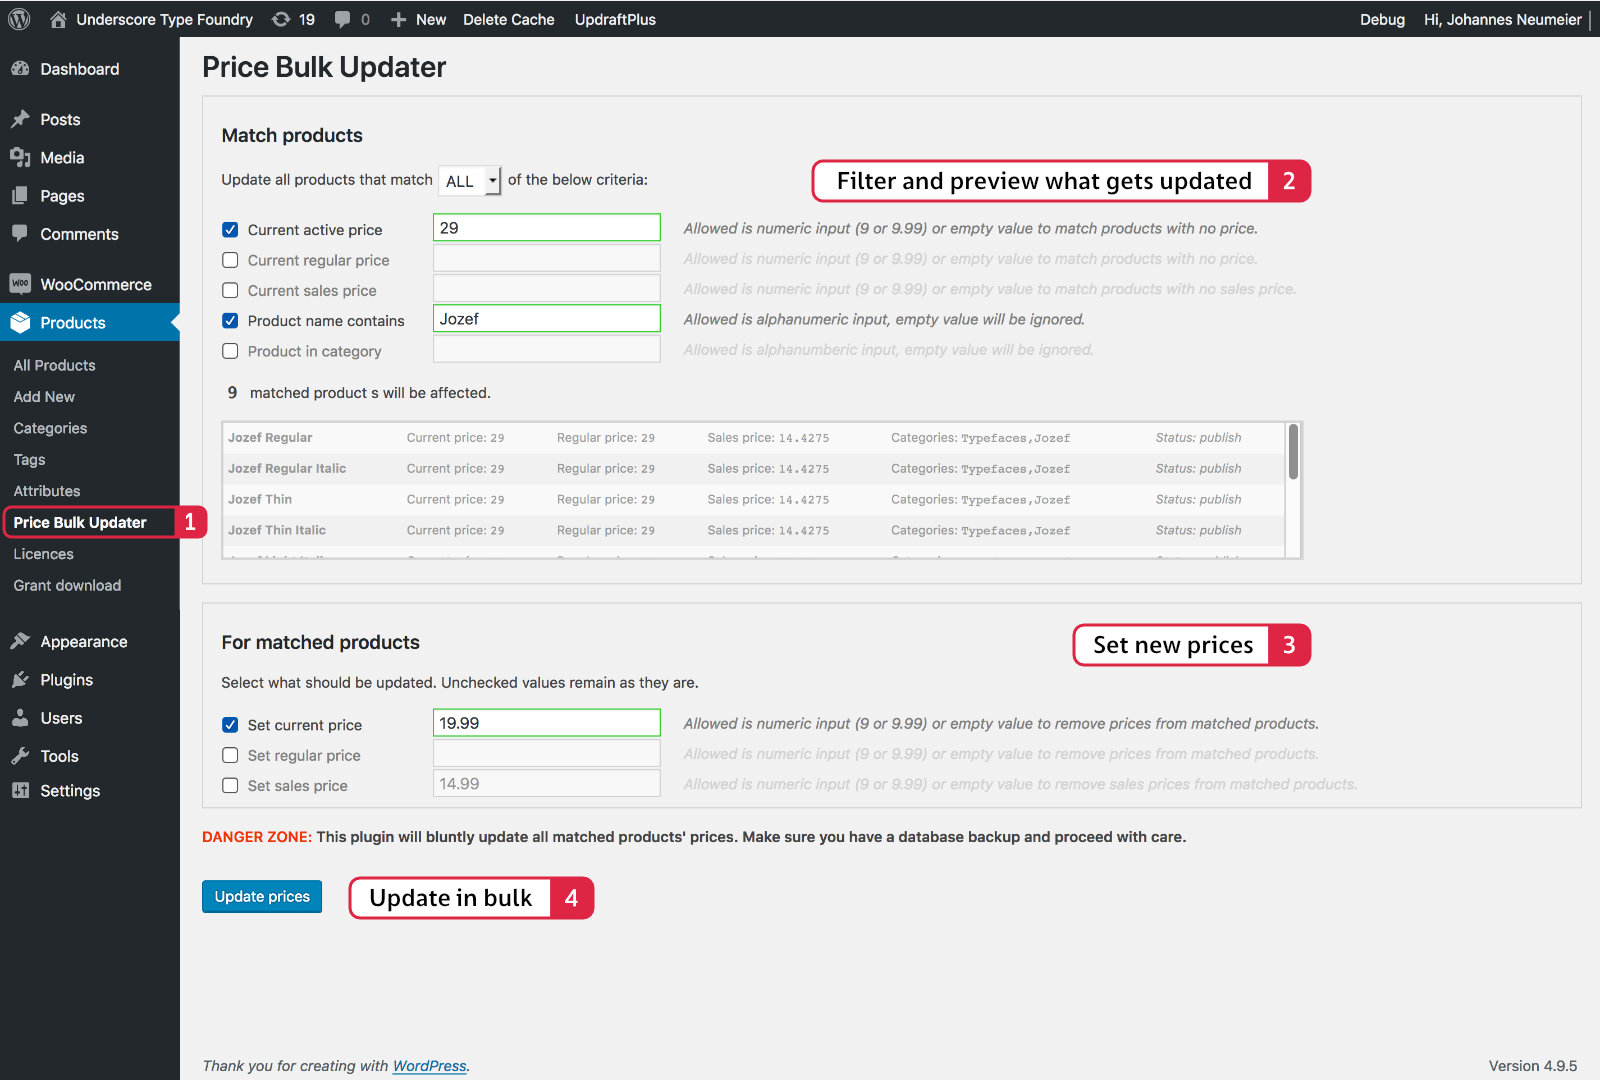 Underscore Type Foundry 19 0 New Delete Cache UpdraftPlus Debug Hi, Johannes Neumeier
Dashboard
Posts
Media
Pages
Comments
WooCommerce
Products
All Products
Add New
Categories
Tags
Attributes
Price Bulk Updater 1
Licences
Grant download
Appearance
Plugins
Users
Tools
Settings
Price Bulk Updater
Match products
Update all products that match ALL of the below criteria:
Filter and preview what gets updated 2
Current active price 29 Allowed is numeric input (9 or 9.99) or empty value to match products with no price.
Current regular price Allowed is numeric input (9 or 9.99) or empty value to match products with no price.
Current sales price Allowed is numeric input (9 or 9.99) or empty value to match products with no sales price.
Product name contains Jozef Allowed is alphanumeric input, empty value will be ignored.
Product in category Allowed is alphanumberic input, empty value will be ignored.
9 matched product s will be affected.
Jozef Regular Current price: 29 Regular price: 29 Sales price: 14.4275 Categories: Typefaces,Jozef Status: publish
Jozef Regular Italic Current price: 29 Regular price: 29 Sales price: 14.4275 Categories: Typefaces,Jozef Status: publish
Jozef Thin Current price: 29 Regular price: 29 Sales price: 14.4275 Categories: Typefaces,Jozef Status: publish
Jozef Thin Italic Current price: 29 Regular price: 29 Sales price: 14.4275 Categories: Typefaces,Jozef Status: publish
For matched products
Set new prices 3
Select what should be updated. Unchecked values remain as they are.
Set current price 19.99 Allowed is numeric input (9 or 9.99) or empty value to remove prices from matched products.
Set regular price Allowed is numeric input (9 or 9.99) or empty value to remove prices from matched products.
Set sales price 14.99 Allowed is numeric input (9 or 9.99) or empty value to remove sales prices from matched products.
DANGER ZONE: This plugin will bluntly update all matched products' prices. Make sure you have a database backup and proceed with care.
Update prices
Update in bulk 4
Thank you for creating with WordPress.
Version 4.9.5